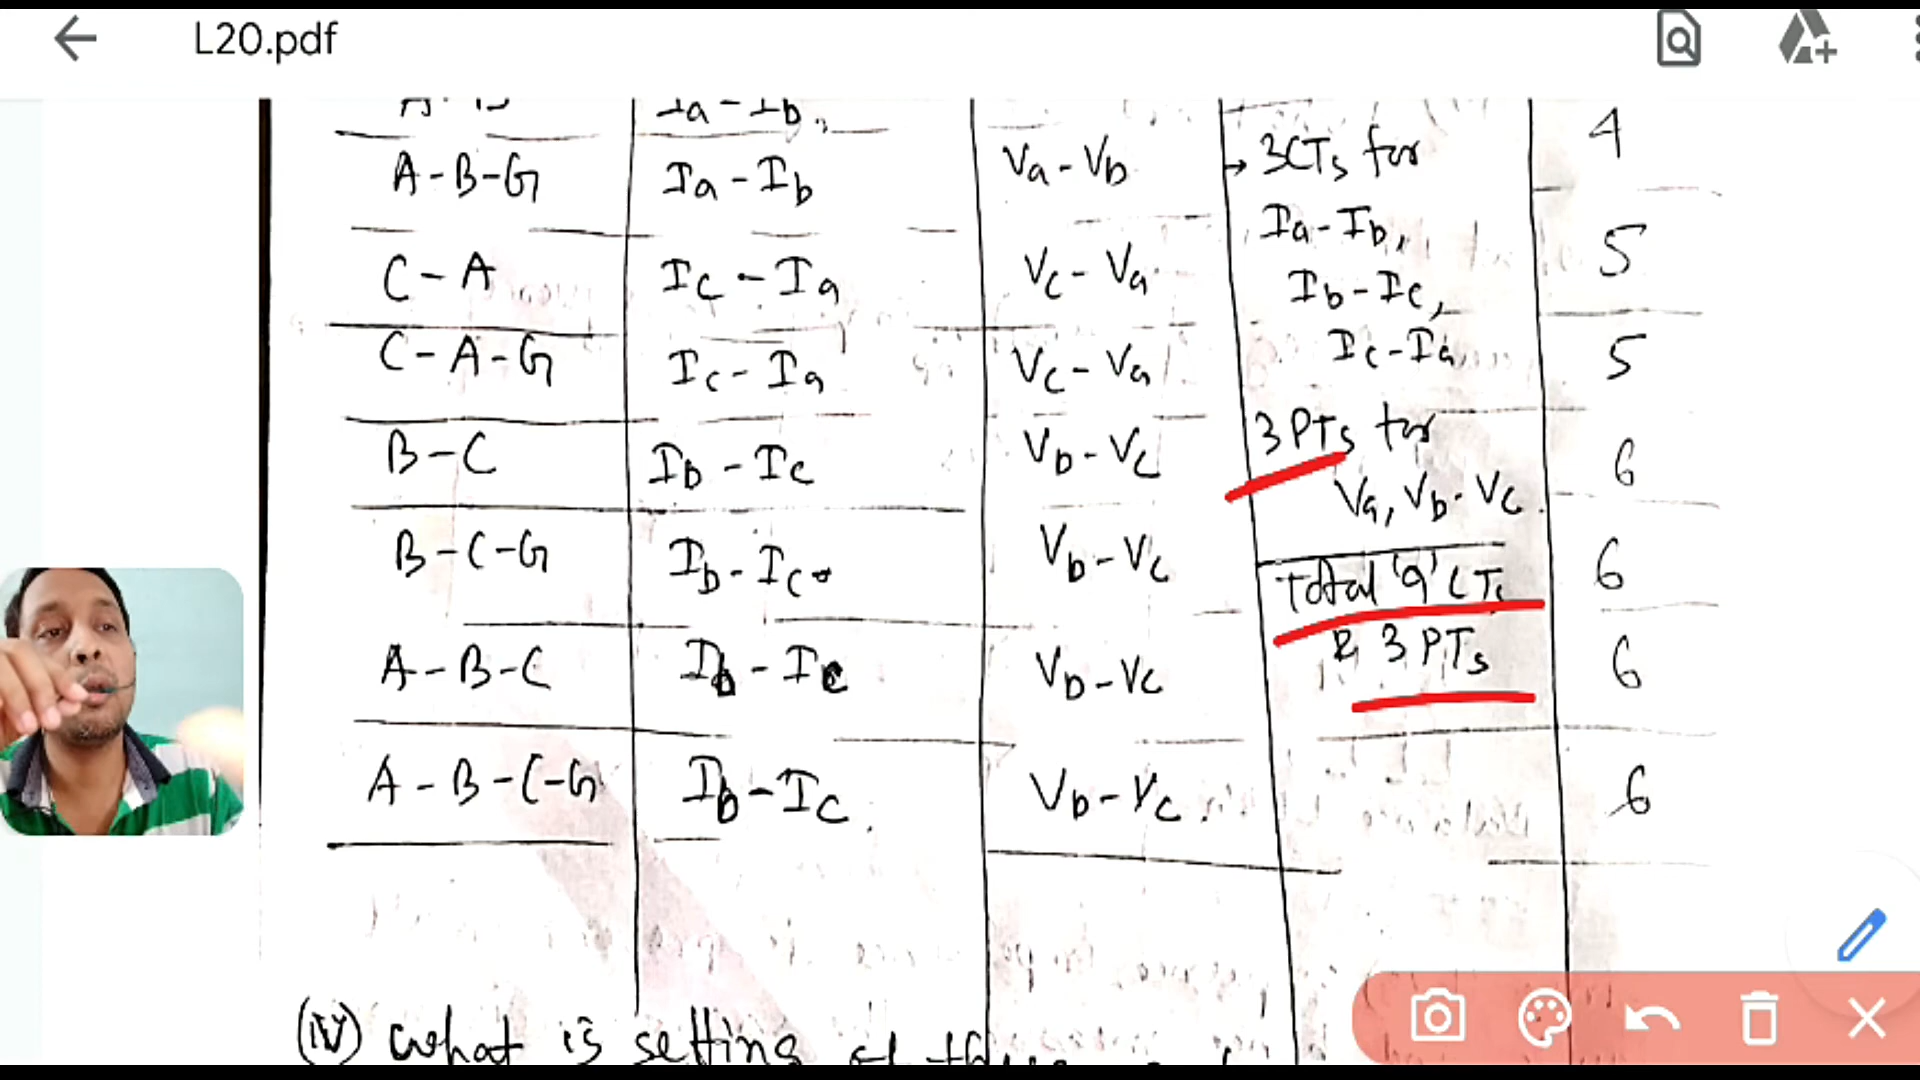 L20.pdf
A-B Ia-Ib,
4
A-B-G Ia-Ib Va-Vb → 3CTs for
C-A Ic-Ia Vc-Va Ia-Ib, 5
Ib-Ic,
C-A-G Ic-Ia Vc-Va Ic-Ia 5
B-C Ib-Ic Vb-Vc 3 PTs for 6
Va, Vb-Vc.
B-C-G Ib-Ic Vb-Vc Total '9' CTs 6
A-B-C Ib-Ic Vb-Vc & 3 PTs 6
A-B-C-G Ib-Ic Vb-Vc 6
(iv) what is setting of